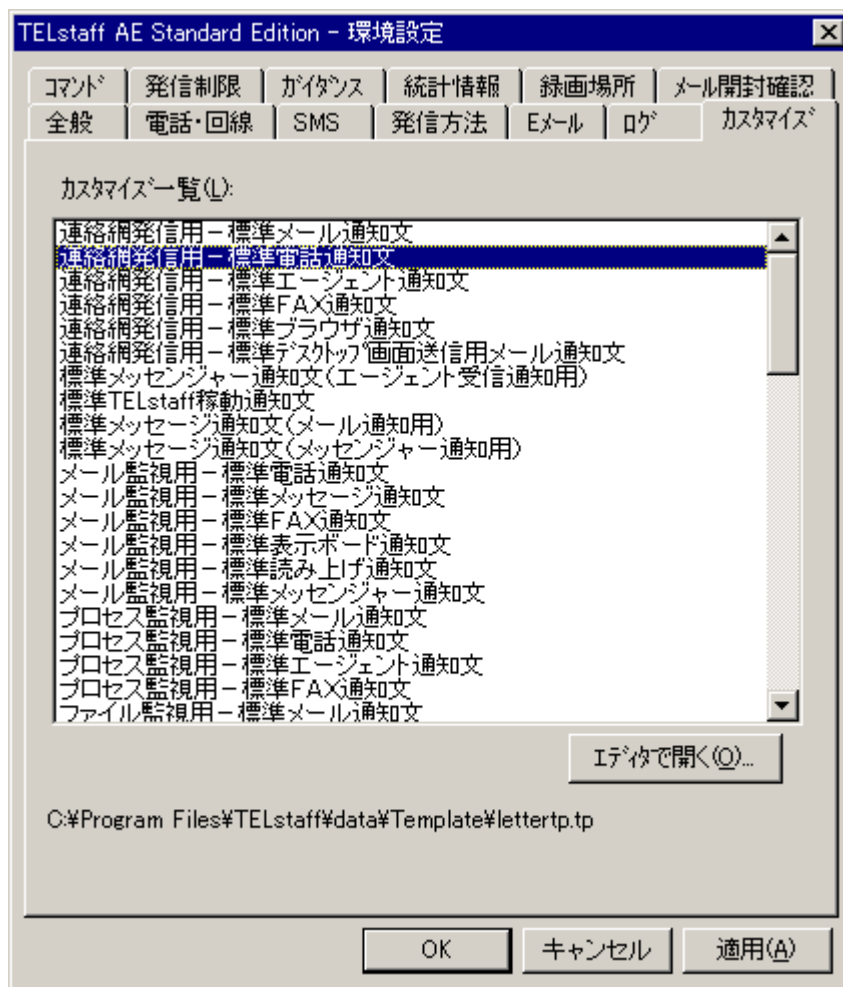 TELstaff AE Standard Edition - 環境設定
ｺﾏﾝﾄﾞ 発信制限 ｶﾞｲﾀﾞﾝｽ 統計情報 録画場所 ﾒｰﾙ開封確認
全般 電話・回線 SMS 発信方法 Eﾒｰﾙ ﾛｸﾞ ｶｽﾀﾏｲｽﾞ
ｶｽﾀﾏｲｽﾞ一覧(L):
連絡網発信用－標準メール通知文
連絡網発信用－標準電話通知文
連絡網発信用－標準エージェント通知文
連絡網発信用－標準FAX通知文
連絡網発信用－標準ブラウザ通知文
連絡網発信用－標準ﾃﾞｽｸﾄｯﾌﾟ画面送信用メール通知文
標準メッセンジャー通知文(エージェント受信通知用)
標準TELstaff稼動通知文
標準メッセージ通知文(メール通知用)
標準メッセージ通知文(メッセンジャー通知用)
メール監視用－標準電話通知文
メール監視用－標準メッセージ通知文
メール監視用－標準FAX通知文
メール監視用－標準表示ボード通知文
メール監視用－標準読み上げ通知文
メール監視用－標準メッセンジャー通知文
プロセス監視用－標準メール通知文
プロセス監視用－標準電話通知文
プロセス監視用－標準エージェント通知文
プロセス監視用－標準FAX通知文
ファイル監視用－標準メール通知文
ｴﾃﾞｨﾀで開く(O)...
C:¥Program Files¥TELstaff¥data¥Template¥lettertp.tp
OK キャンセル 適用(A)